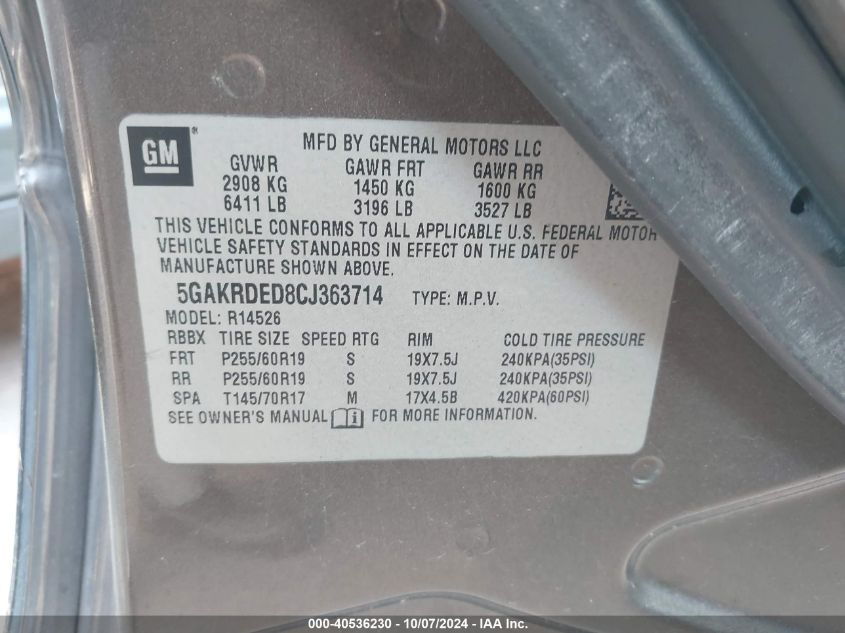 GM ®
MFD BY GENERAL MOTORS LLC
GVWR GAWR FRT GAWR RR
2908 KG 1450 KG 1600 KG
6411 LB 3196 LB 3527 LB
THIS VEHICLE CONFORMS TO ALL APPLICABLE U.S. FEDERAL MOTOR
VEHICLE SAFETY STANDARDS IN EFFECT ON THE DATE OF
MANUFACTURE SHOWN ABOVE.
5GAKRDED8CJ363714 TYPE: M.P.V.
MODEL: R14526
RBBX TIRE SIZE SPEED RTG RIM COLD TIRE PRESSURE
FRT P255/60R19 S 19X7.5J 240KPA(35PSI)
RR P255/60R19 S 19X7.5J 240KPA(35PSI)
SPA T145/70R17 M 17X4.5B 420KPA(60PSI)
SEE OWNER'S MANUAL i FOR MORE INFORMATION.
000-40536230 - 10/07/2024 - IAA Inc.